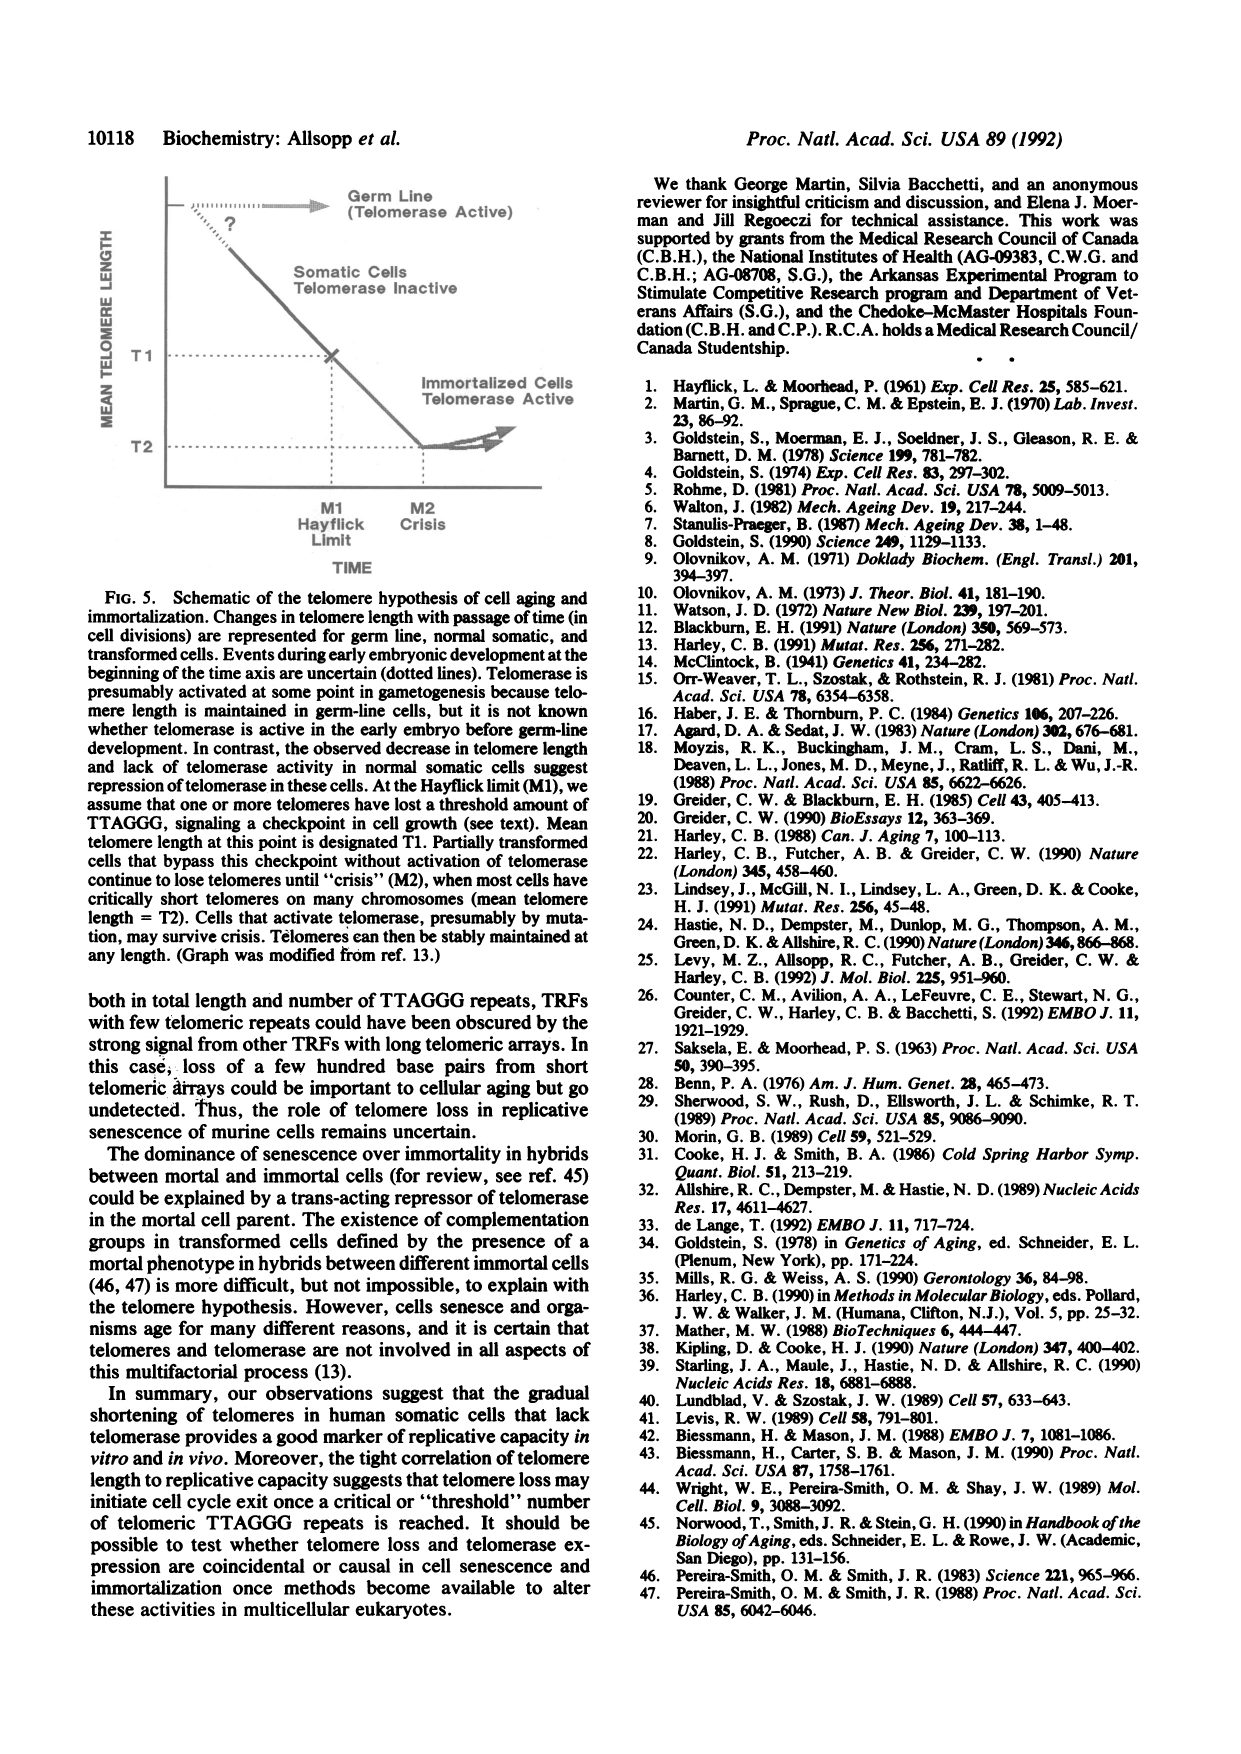 10118 Biochemistry: Allsopp et al.
Proc. Natl. Acad. Sci. USA 89 (1992)
MEAN TELOMERE LENGTH
Germ Line
(Telomerase Active)
?
Somatic Cells
Telomerase Inactive
T1
Immortalized Cells
Telomerase Active
T2
M1
Hayflick
Limit
M2
Crisis
TIME
FIG. 5. Schematic of the telomere hypothesis of cell aging and
immortalization. Changes in telomere length with passage of time (in
cell divisions) are represented for germ line, normal somatic, and
transformed cells. Events during early embryonic development at the
beginning of the time axis are uncertain (dotted lines). Telomerase is
presumably activated at some point in gametogenesis because telo-
mere length is maintained in germ-line cells, but it is not known
whether telomerase is active in the early embryo before germ-line
development. In contrast, the observed decrease in telomere length
and lack of telomerase activity in normal somatic cells suggest
repression of telomerase in these cells. At the Hayflick limit (M1), we
assume that one or more telomeres have lost a threshold amount of
TTAGGG, signaling a checkpoint in cell growth (see text). Mean
telomere length at this point is designated T1. Partially transformed
cells that bypass this checkpoint without activation of telomerase
continue to lose telomeres until “crisis” (M2), when most cells have
critically short telomeres on many chromosomes (mean telomere
length = T2). Cells that activate telomerase, presumably by muta-
tion, may survive crisis. Telomeres can then be stably maintained at
any length. (Graph was modified from ref. 13.)
both in total length and number of TTAGGG repeats, TRFs
with few telomeric repeats could have been obscured by the
strong signal from other TRFs with long telomeric arrays. In
this case, loss of a few hundred base pairs from short
telomeric arrays could be important to cellular aging but go
undetected. Thus, the role of telomere loss in replicative
senescence of murine cells remains uncertain.
The dominance of senescence over immortality in hybrids
between mortal and immortal cells (for review, see ref. 45)
could be explained by a trans-acting repressor of telomerase
in the mortal cell parent. The existence of complementation
groups in transformed cells defined by the presence of a
mortal phenotype in hybrids between different immortal cells
(46, 47) is more difficult, but not impossible, to explain with
the telomere hypothesis. However, cells senesce and orga-
nisms age for many different reasons, and it is certain that
telomeres and telomerase are not involved in all aspects of
this multifactorial process (13).
In summary, our observations suggest that the gradual
shortening of telomeres in human somatic cells that lack
telomerase provides a good marker of replicative capacity in
vitro and in vivo. Moreover, the tight correlation of telomere
length to replicative capacity suggests that telomere loss may
initiate cell cycle exit once a critical or “threshold” number
of telomeric TTAGGG repeats is reached. It should be
possible to test whether telomere loss and telomerase ex-
pression are coincidental or causal in cell senescence and
immortalization once methods become available to alter
these activities in multicellular eukaryotes.
We thank George Martin, Silvia Bacchetti, and an anonymous
reviewer for insightful criticism and discussion, and Elena J. Moer-
man and Jill Regoeczi for technical assistance. This work was
supported by grants from the Medical Research Council of Canada
(C.B.H.), the National Institutes of Health (AG-09383, C.W.G. and
C.B.H.; AG-08708, S.G.), the Arkansas Experimental Program to
Stimulate Competitive Research program and Department of Vet-
erans Affairs (S.G.), and the Chedoke–McMaster Hospitals Foun-
dation (C.B.H. and C.P.). R.C.A. holds a Medical Research Council/
Canada Studentship.
1. Hayflick, L. & Moorhead, P. (1961) Exp. Cell Res. 25, 585–621.
2. Martin, G. M., Sprague, C. M. & Epstein, E. J. (1970) Lab. Invest.
23, 86–92.
3. Goldstein, S., Moerman, E. J., Soeldner, J. S., Gleason, R. E. &
Barnett, D. M. (1978) Science 199, 781–782.
4. Goldstein, S. (1974) Exp. Cell Res. 83, 297–302.
5. Rohme, D. (1981) Proc. Natl. Acad. Sci. USA 78, 5009–5013.
6. Walton, J. (1982) Mech. Ageing Dev. 19, 217–244.
7. Stanulis-Praeger, B. (1987) Mech. Ageing Dev. 38, 1–48.
8. Goldstein, S. (1990) Science 249, 1129–1133.
9. Olovnikov, A. M. (1971) Doklady Biochem. (Engl. Transl.) 201,
394–397.
10. Olovnikov, A. M. (1973) J. Theor. Biol. 41, 181–190.
11. Watson, J. D. (1972) Nature New Biol. 239, 197–201.
12. Blackburn, E. H. (1991) Nature (London) 350, 569–573.
13. Harley, C. B. (1991) Mutat. Res. 256, 271–282.
14. McClintock, B. (1941) Genetics 41, 234–282.
15. Orr-Weaver, T. L., Szostak, & Rothstein, R. J. (1981) Proc. Natl.
Acad. Sci. USA 78, 6354–6358.
16. Haber, J. E. & Thornburn, P. C. (1984) Genetics 106, 207–226.
17. Agard, D. A. & Sedat, J. W. (1983) Nature (London) 302, 676–681.
18. Moyzis, R. K., Buckingham, J. M., Cram, L. S., Dani, M.,
Deaven, L. L., Jones, M. D., Meyne, J., Ratliff, R. L. & Wu, J.-R.
(1988) Proc. Natl. Acad. Sci. USA 85, 6622–6626.
19. Greider, C. W. & Blackburn, E. H. (1985) Cell 43, 405–413.
20. Greider, C. W. (1990) BioEssays 12, 363–369.
21. Harley, C. B. (1988) Can. J. Aging 7, 100–113.
22. Harley, C. B., Futcher, A. B. & Greider, C. W. (1990) Nature
(London) 345, 458–460.
23. Lindsey, J., McGill, N. I., Lindsey, L. A., Green, D. K. & Cooke,
H. J. (1991) Mutat. Res. 256, 45–48.
24. Hastie, N. D., Dempster, M., Dunlop, M. G., Thompson, A. M.,
Green, D. K. & Allshire, R. C. (1990) Nature (London) 346, 866–868.
25. Levy, M. Z., Allsopp, R. C., Futcher, A. B., Greider, C. W. &
Harley, C. B. (1992) J. Mol. Biol. 225, 951–960.
26. Counter, C. M., Avilion, A. A., LeFeuvre, C. E., Stewart, N. G.,
Greider, C. W., Harley, C. B. & Bacchetti, S. (1992) EMBO J. 11,
1921–1929.
27. Saksela, E. & Moorhead, P. S. (1963) Proc. Natl. Acad. Sci. USA
50, 390–395.
28. Benn, P. A. (1976) Am. J. Hum. Genet. 28, 465–473.
29. Sherwood, S. W., Rush, D., Ellsworth, J. L. & Schimke, R. T.
(1989) Proc. Natl. Acad. Sci. USA 85, 9086–9090.
30. Morin, G. B. (1989) Cell 59, 521–529.
31. Cooke, H. J. & Smith, B. A. (1986) Cold Spring Harbor Symp.
Quant. Biol. 51, 213–219.
32. Allshire, R. C., Dempster, M. & Hastie, N. D. (1989) Nucleic Acids
Res. 17, 4611–4627.
33. de Lange, T. (1992) EMBO J. 11, 717–724.
34. Goldstein, S. (1978) in Genetics of Aging, ed. Schneider, E. L.
(Plenum, New York), pp. 171–224.
35. Mills, R. G. & Weiss, A. S. (1990) Gerontology 36, 84–98.
36. Harley, C. B. (1990) in Methods in Molecular Biology, eds. Pollard,
J. W. & Walker, J. M. (Humana, Clifton, N.J.), Vol. 5, pp. 25–32.
37. Mather, M. W. (1988) BioTechniques 6, 444–447.
38. Kipling, D. & Cooke, H. J. (1990) Nature (London) 347, 400–402.
39. Starling, J. A., Maule, J., Hastie, N. D. & Allshire, R. C. (1990)
Nucleic Acids Res. 18, 6881–6888.
40. Lundblad, V. & Szostak, J. W. (1989) Cell 57, 633–643.
41. Levis, R. W. (1989) Cell 58, 791–801.
42. Biessmann, H. & Mason, J. M. (1988) EMBO J. 7, 1081–1086.
43. Biessmann, H., Carter, S. B. & Mason, J. M. (1990) Proc. Natl.
Acad. Sci. USA 87, 1758–1761.
44. Wright, W. E., Pereira-Smith, O. M. & Shay, J. W. (1989) Mol.
Cell. Biol. 9, 3088–3092.
45. Norwood, T., Smith, J. R. & Stein, G. H. (1990) in Handbook of the
Biology of Aging, eds. Schneider, E. L. & Rowe, J. W. (Academic,
San Diego), pp. 131–156.
46. Pereira-Smith, O. M. & Smith, J. R. (1983) Science 221, 965–966.
47. Pereira-Smith, O. M. & Smith, J. R. (1988) Proc. Natl. Acad. Sci.
USA 85, 6042–6046.